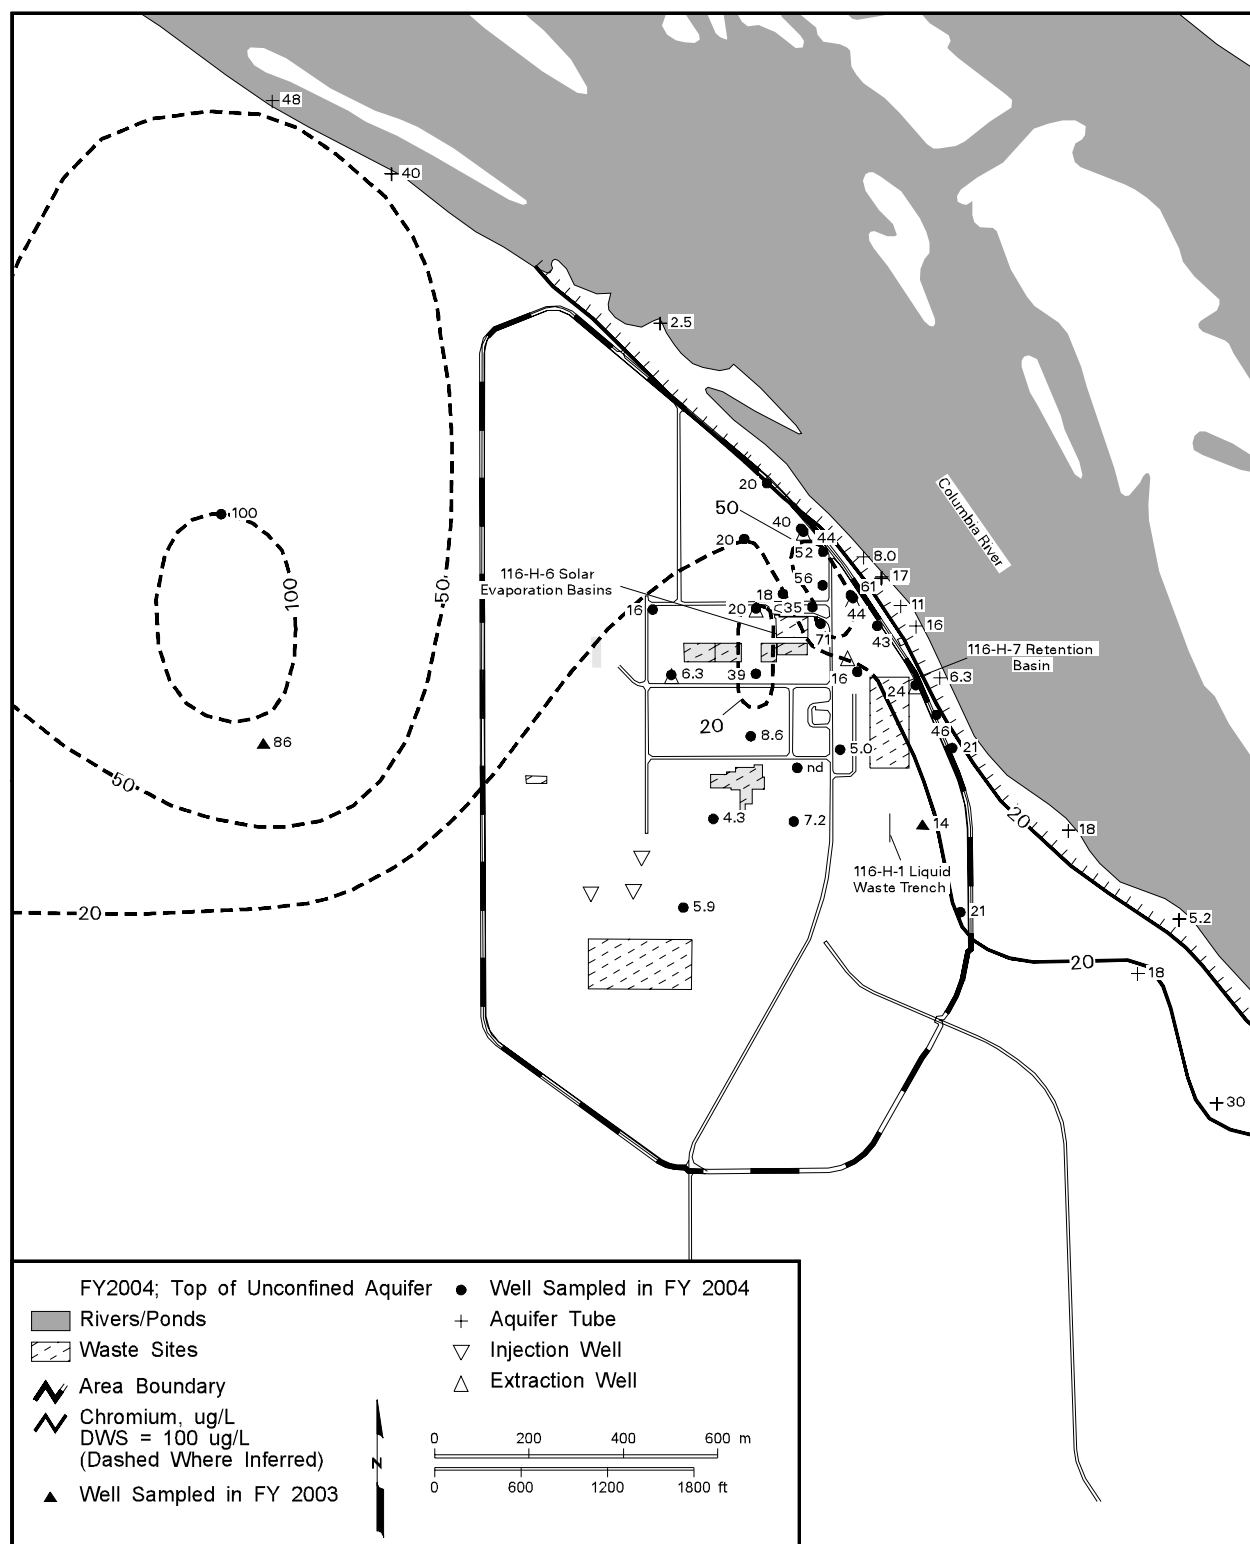 48
40
2.5
20
50
100
40
44
8.0
20
52
17
116-H-6 Solar
Evaporation Basins
56
61
50
100
18
11
16
20
35
44
16
71
43
116-H-7 Retention
Basin
6.3
39
16
6.3
24
20
8.6
46
86
5.0
21
50
nd
4.3
7.2
14
20
18
116-H-1 Liquid
Waste Trench
20
5.9
21
5.2
20
18
30
Columbia River
FY2004; Top of Unconfined Aquifer
Rivers/Ponds
Waste Sites
Area Boundary
Chromium, ug/L
DWS = 100 ug/L
(Dashed Where Inferred)
Well Sampled in FY 2003
Well Sampled in FY 2004
Aquifer Tube
Injection Well
Extraction Well
N
0 200 400 600 m
0 600 1200 1800 ft